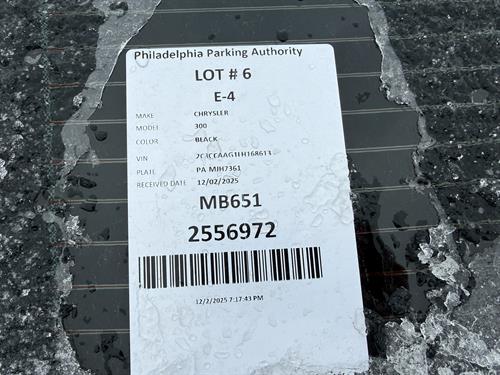 Philadelphia Parking Authority
LOT # 6
E-4
MAKE CHRYSLER
MODEL 300
COLOR BLACK
VIN
PLATE PA MJH7361
RECEIVED DATE 12/02/2025
MB651
2556972
12/2/2025 7:17:43 PM